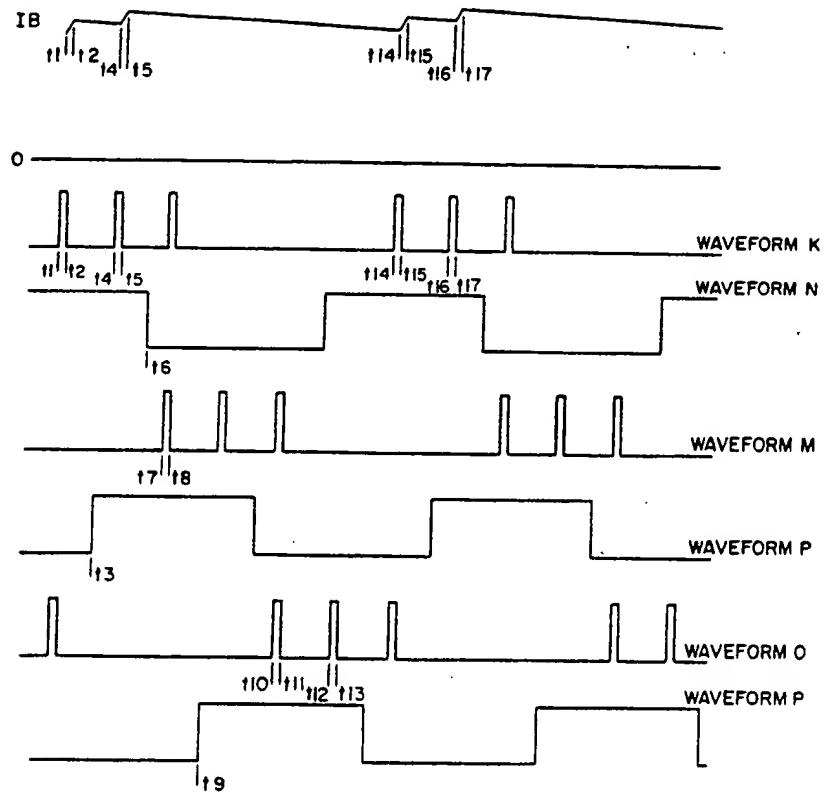 IB
t1 t2 t4 t5 t14 t15 t16 t17
0
WAVEFORM K
t1 t2 t4 t5 t14 t15 t16 t17
WAVEFORM N
t6
WAVEFORM M
t7 t8
WAVEFORM P
t3
WAVEFORM O
t10 t11 t12 t13
WAVEFORM P
t9